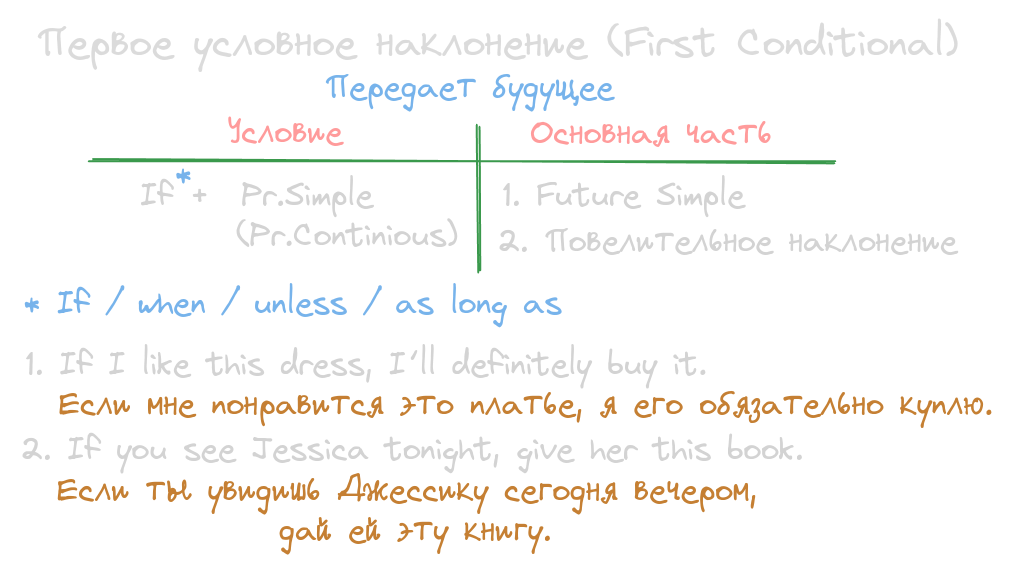 Первое условное наклонение (First Conditional)
Передает будущее
Условие Основная часть
If* + Pr.Simple 1. Future Simple
(Pr.Continious) 2. Повелительное наклонение
* If / when / unless / as long as
1. If I like this dress, I'll definitely buy it.
Если мне понравится это платье, я его обязательно куплю.
2. If you see Jessica tonight, give her this book.
Если ты увидишь Джессику сегодня вечером,
дай ей эту книгу.